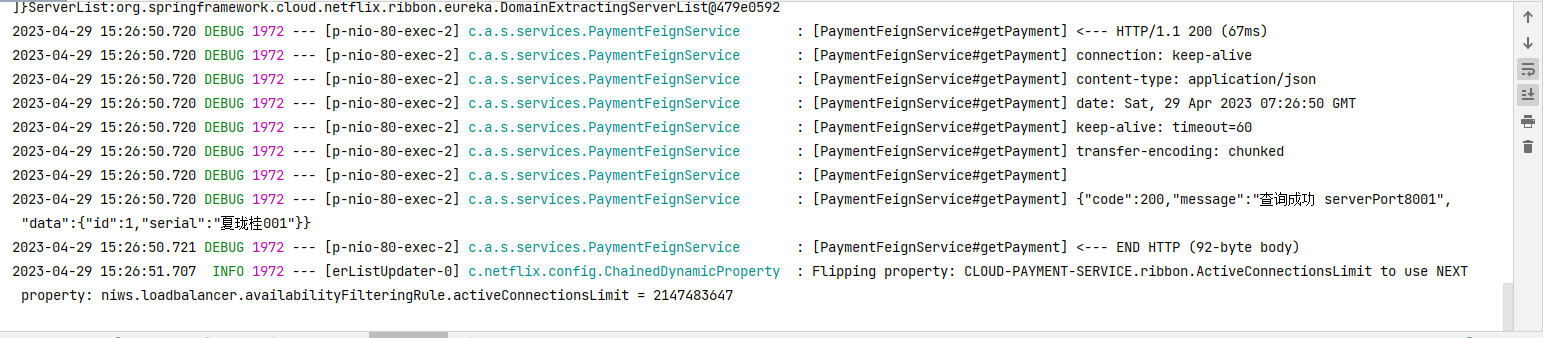 ]}ServerList:org.springframework.cloud.netflix.ribbon.eureka.DomainExtractingServerList@479e0592
2023-04-29 15:26:50.720 DEBUG 1972 --- [p-nio-80-exec-2] c.a.s.services.PaymentFeignService       : [PaymentFeignService#getPayment] <--- HTTP/1.1 200 (67ms)
2023-04-29 15:26:50.720 DEBUG 1972 --- [p-nio-80-exec-2] c.a.s.services.PaymentFeignService       : [PaymentFeignService#getPayment] connection: keep-alive
2023-04-29 15:26:50.720 DEBUG 1972 --- [p-nio-80-exec-2] c.a.s.services.PaymentFeignService       : [PaymentFeignService#getPayment] content-type: application/json
2023-04-29 15:26:50.720 DEBUG 1972 --- [p-nio-80-exec-2] c.a.s.services.PaymentFeignService       : [PaymentFeignService#getPayment] date: Sat, 29 Apr 2023 07:26:50 GMT
2023-04-29 15:26:50.720 DEBUG 1972 --- [p-nio-80-exec-2] c.a.s.services.PaymentFeignService       : [PaymentFeignService#getPayment] keep-alive: timeout=60
2023-04-29 15:26:50.720 DEBUG 1972 --- [p-nio-80-exec-2] c.a.s.services.PaymentFeignService       : [PaymentFeignService#getPayment] transfer-encoding: chunked
2023-04-29 15:26:50.720 DEBUG 1972 --- [p-nio-80-exec-2] c.a.s.services.PaymentFeignService       : [PaymentFeignService#getPayment]
2023-04-29 15:26:50.720 DEBUG 1972 --- [p-nio-80-exec-2] c.a.s.services.PaymentFeignService       : [PaymentFeignService#getPayment] {"code":200,"message":"查询成功 serverPort8001",
"data":{"id":1,"serial":"夏珑桂001"}}
2023-04-29 15:26:50.721 DEBUG 1972 --- [p-nio-80-exec-2] c.a.s.services.PaymentFeignService       : [PaymentFeignService#getPayment] <--- END HTTP (92-byte body)
2023-04-29 15:26:51.707  INFO 1972 --- [erListUpdater-0] c.netflix.config.ChainedDynamicProperty  : Flipping property: CLOUD-PAYMENT-SERVICE.ribbon.ActiveConnectionsLimit to use NEXT
property: niws.loadbalancer.availabilityFilteringRule.activeConnectionsLimit = 2147483647